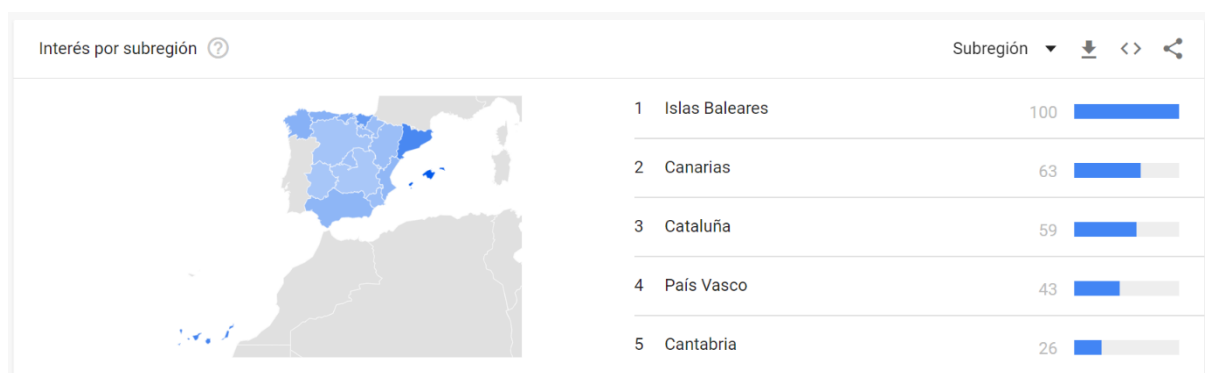 Interés por subregión ?
Subregión
1 Islas Baleares 100
2 Canarias 63
3 Cataluña 59
4 País Vasco 43
5 Cantabria 26